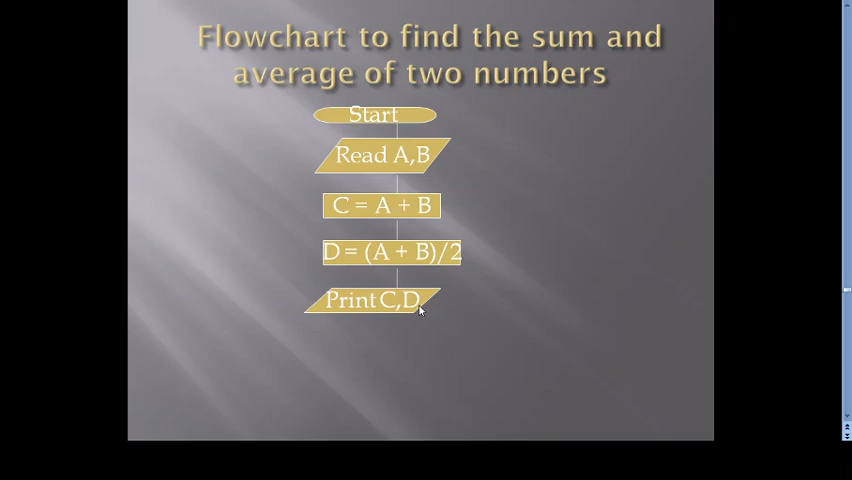 Flowchart to find the sum and
average of two numbers
Start
Read A,B
C = A + B
D = (A + B)/2
Print C,D